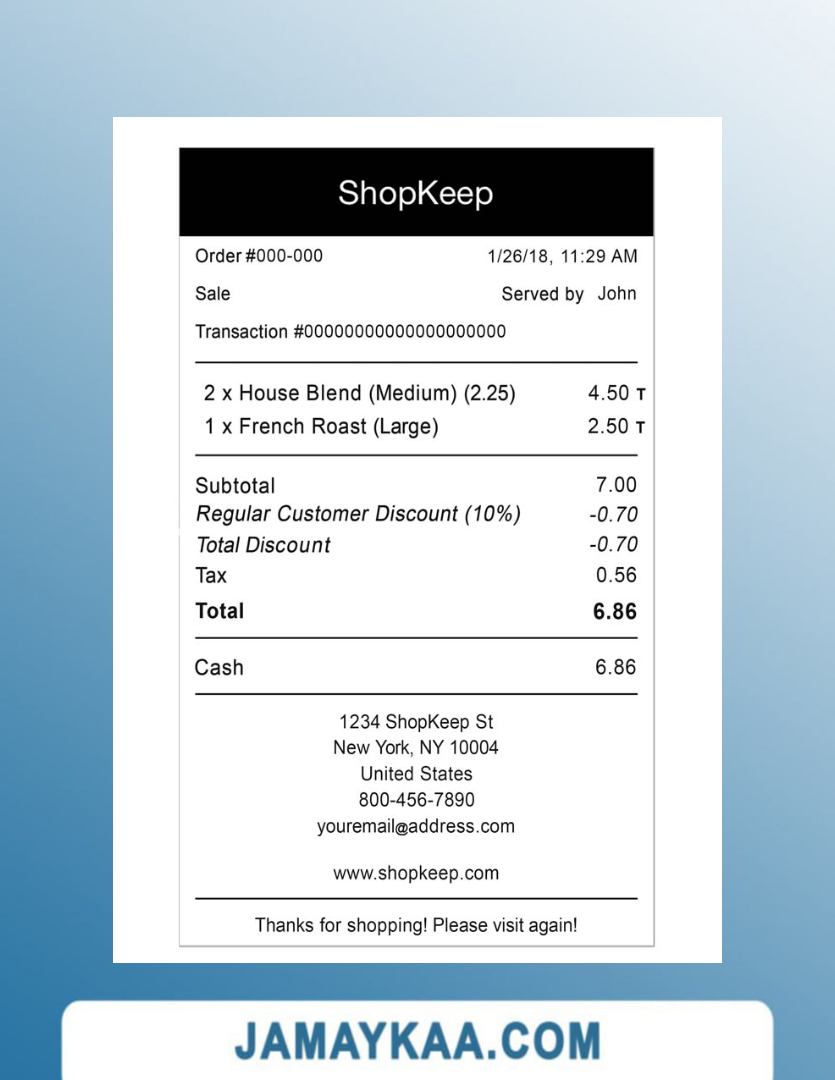 ShopKeep
Order #000-000 1/26/18, 11:29 AM
Sale Served by John
Transaction #00000000000000000000
2 x House Blend (Medium) (2.25) 4.50 T
1 x French Roast (Large) 2.50 T
Subtotal 7.00
Regular Customer Discount (10%) -0.70
Total Discount -0.70
Tax 0.56
Total 6.86
Cash 6.86
1234 ShopKeep St
New York, NY 10004
United States
800-456-7890
youremail@address.com
www.shopkeep.com
Thanks for shopping! Please visit again!
JAMAYKAA.COM